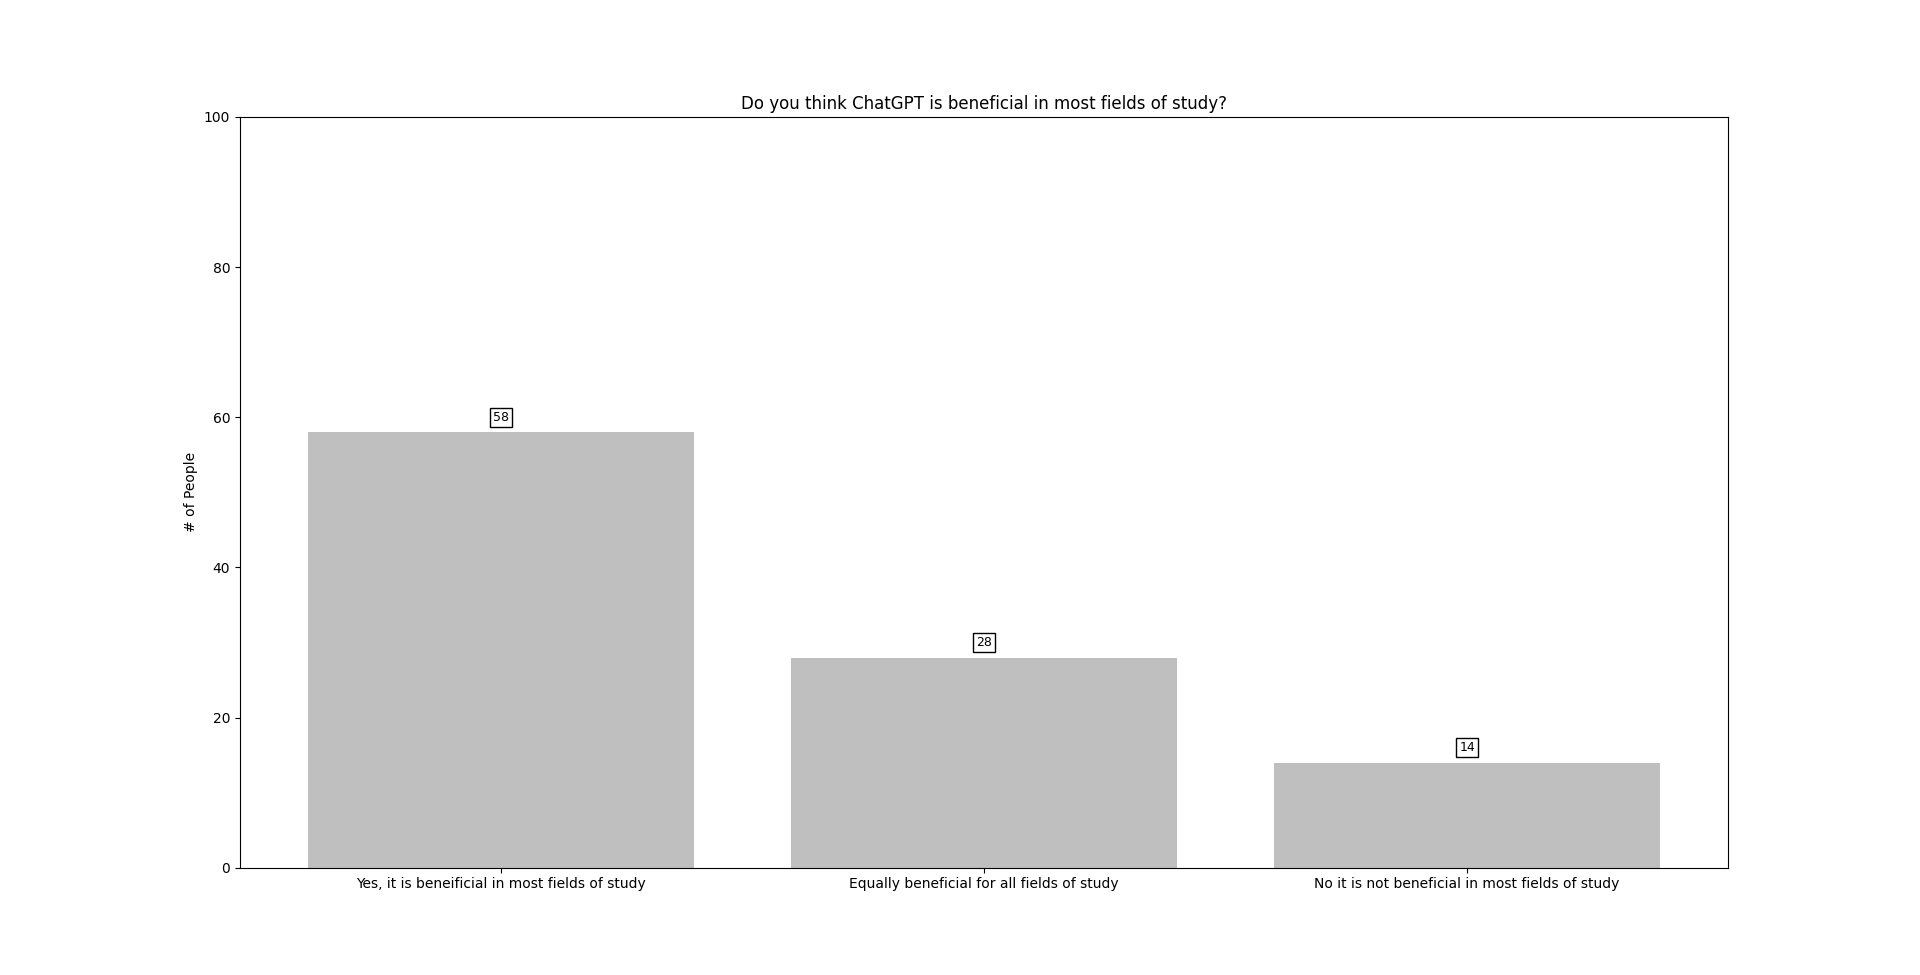 Do you think ChatGPT is beneficial in most fields of study?
100
80
60
40
20
0
# of People
58
28
14
Yes, it is beneificial in most fields of study
Equally beneficial for all fields of study
No it is not beneficial in most fields of study